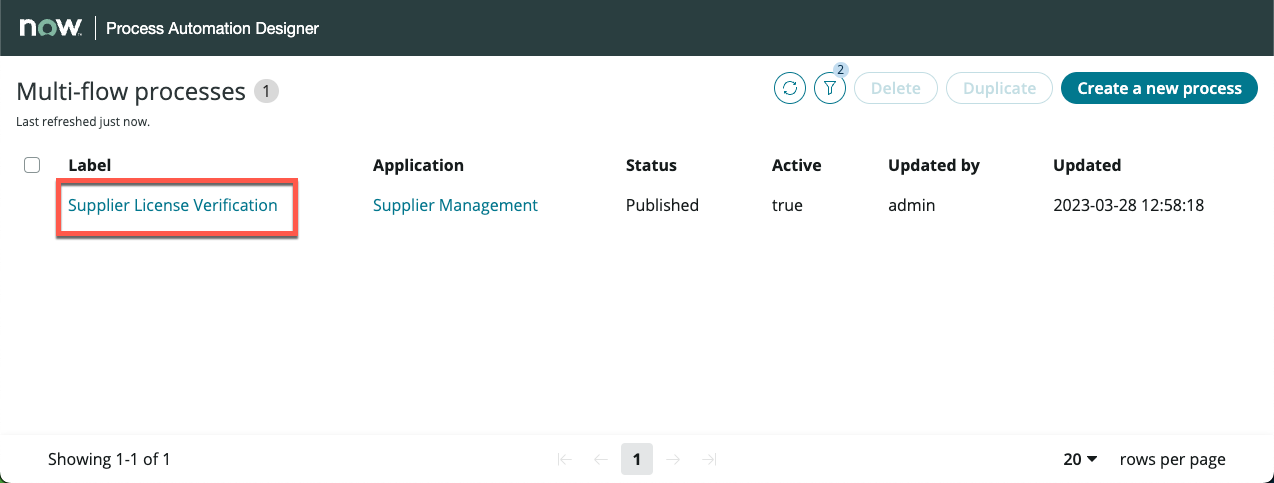 now. Process Automation Designer
Multi-flow processes 1
2 Delete Duplicate Create a new process
Last refreshed just now.
Label Application Status Active Updated by Updated
Supplier License Verification Supplier Management Published true admin 2023-03-28 12:58:18
Showing 1-1 of 1 1 20 rows per page